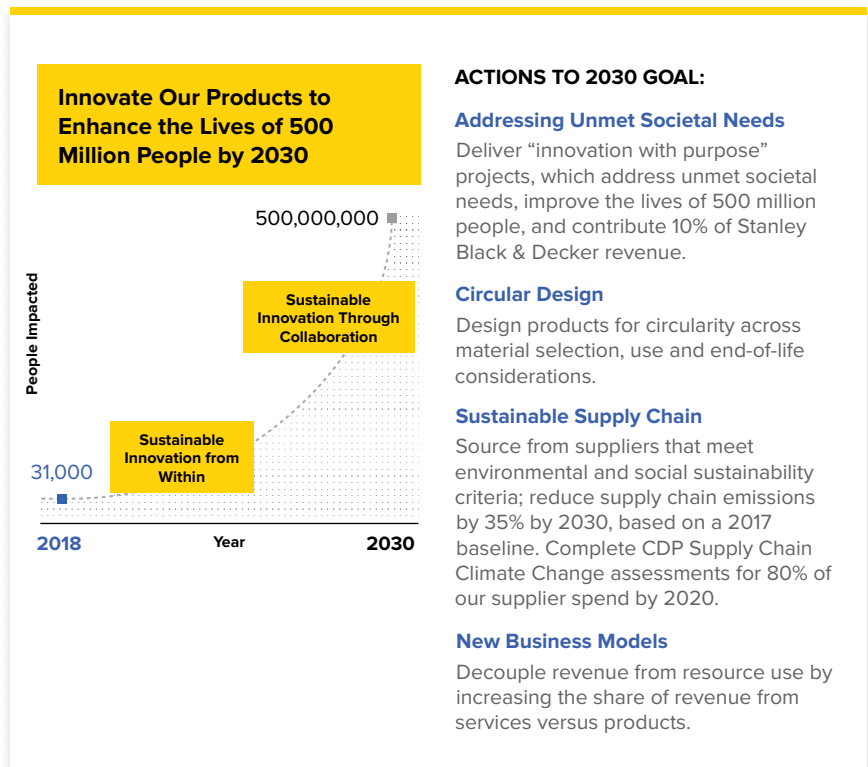 Innovate Our Products to
Enhance the Lives of 500
Million People by 2030
500,000,000
People Impacted
Sustainable
Innovation Through
Collaboration
Sustainable
Innovation from
Within
31,000
2018
Year
2030
ACTIONS TO 2030 GOAL:
Addressing Unmet Societal Needs
Deliver “innovation with purpose”
projects, which address unmet societal
needs, improve the lives of 500 million
people, and contribute 10% of Stanley
Black & Decker revenue.
Circular Design
Design products for circularity across
material selection, use and end-of-life
considerations.
Sustainable Supply Chain
Source from suppliers that meet
environmental and social sustainability
criteria; reduce supply chain emissions
by 35% by 2030, based on a 2017
baseline. Complete CDP Supply Chain
Climate Change assessments for 80% of
our supplier spend by 2020.
New Business Models
Decouple revenue from resource use by
increasing the share of revenue from
services versus products.